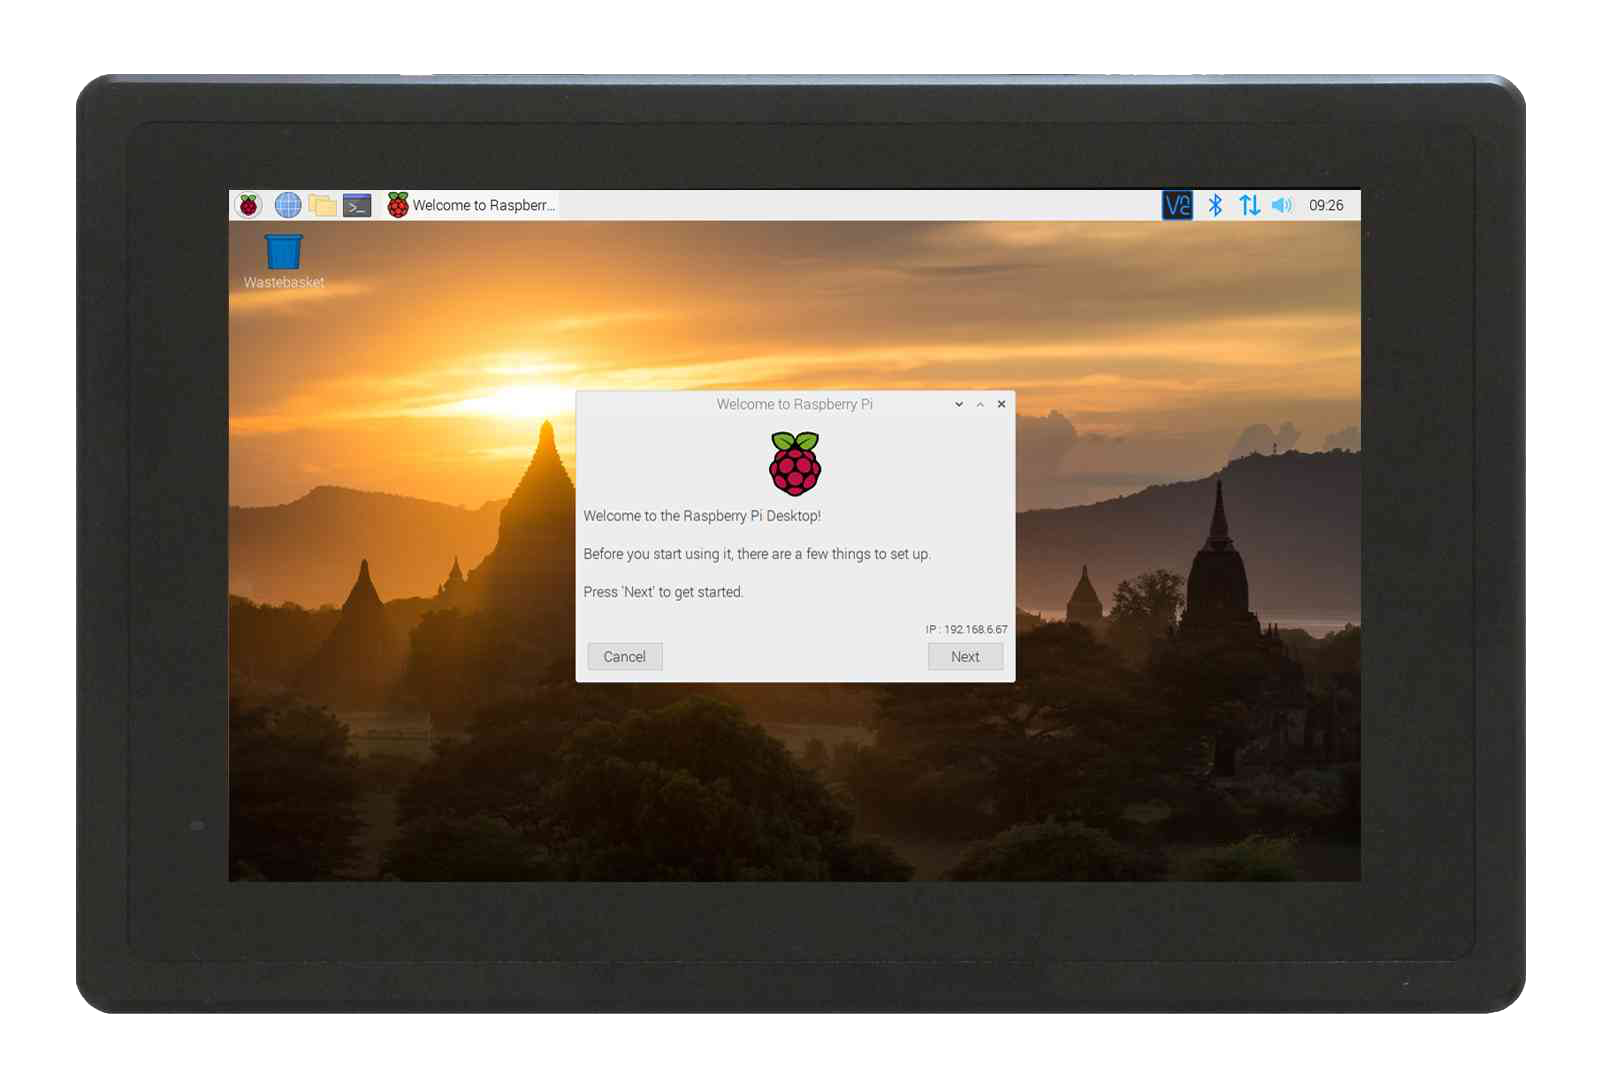 Welcome to Raspberr...
09:26
Wastebasket
Welcome to Raspberry Pi
Welcome to the Raspberry Pi Desktop!
Before you start using it, there are a few things to set up.
Press 'Next' to get started.
IP : 192.168.6.67
Cancel
Next